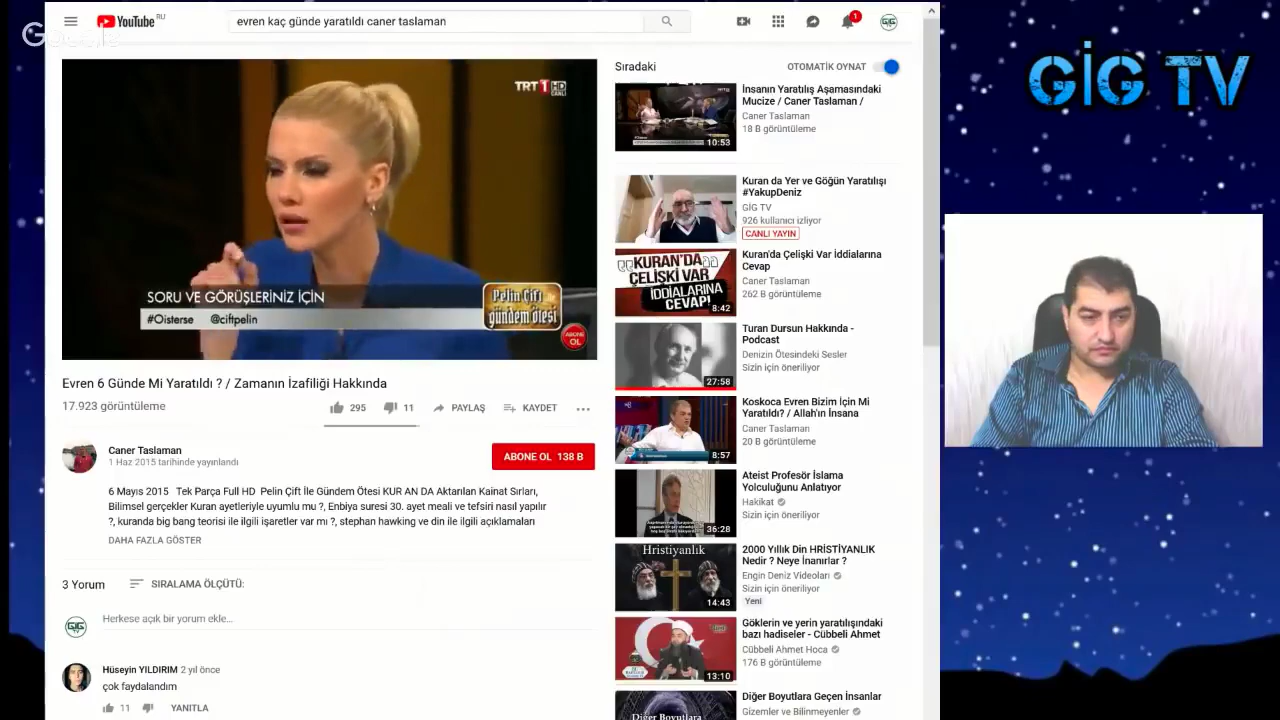 YouTube RU
evren kaç günde yaratıldı caner taslaman
1
GİG TV
TRT 1 HD
CANLI
SORU VE GÖRÜŞLERİNİZ İÇİN
#Oisterse @ciftpelin
Pelin Çift ile
gündem ötesi
ABONE
OL
Evren 6 Günde Mi Yaratıldı ? / Zamanın İzafiliği Hakkında
17.923 görüntüleme
295
11
PAYLAŞ
KAYDET
Caner Taslaman
1 Haz 2015 tarihinde yayınlandı
ABONE OL 138 B
6 Mayıs 2015 Tek Parça Full HD Pelin Çift İle Gündem Ötesi KUR AN DA Aktarılan Kainat Sırları,
Bilimsel gerçekler Kuran ayetleriyle uyumlu mu ?, Enbiya suresi 30. ayet meali ve tefsiri nasıl yapılır
?, kuranda big bang teorisi ile ilgili işaretler var mı ?, stephan hawking ve din ile ilgili açıklamaları
DAHA FAZLA GÖSTER
3 Yorum
SIRALAMA ÖLÇÜTÜ:
GİG
TV
Herkese açık bir yorum ekle...
Hüseyin YILDIRIM 2 yıl önce
çok faydalandım
11
YANITLA
Sıradaki
OTOMATİK OYNAT
10:53
İnsanın Yaratılış Aşamasındaki
Mucize / Caner Taslaman /
Caner Taslaman
18 B görüntüleme
Kuran da Yer ve Göğün Yaratılışı
#YakupDeniz
GİG TV
926 kullanıcı izliyor
CANLI YAYIN
KURAN'DA
ÇELİŞKİ VAR
İDDİALARINA
CEVAP!
8:42
Kuran'da Çelişki Var İddialarına
Cevap
Caner Taslaman
262 B görüntüleme
27:58
Turan Dursun Hakkında -
Podcast
Denizin Ötesindeki Sesler
Sizin için öneriliyor
8:57
Koskoca Evren Bizim İçin Mi
Yaratıldı? / Allah'ın İnsana
Caner Taslaman
20 B görüntüleme
36:28
Ateist Profesör İslama
Yolculuğunu Anlatıyor
Hakikat
Sizin için öneriliyor
Hristiyanlık
14:43
2000 Yıllık Din HRİSTİYANLIK
Nedir ? Neye İnanırlar ?
Engin Deniz Videoları
Sizin için öneriliyor
Yeni
13:10
Göklerin ve yerin yaratılışındaki
bazı hadiseler - Cübbeli Ahmet
Cübbeli Ahmet Hoca
176 B görüntüleme
Diğer Boyutlara
Diğer Boyutlara Geçen İnsanlar
Gizemler ve Bilinmeyenler